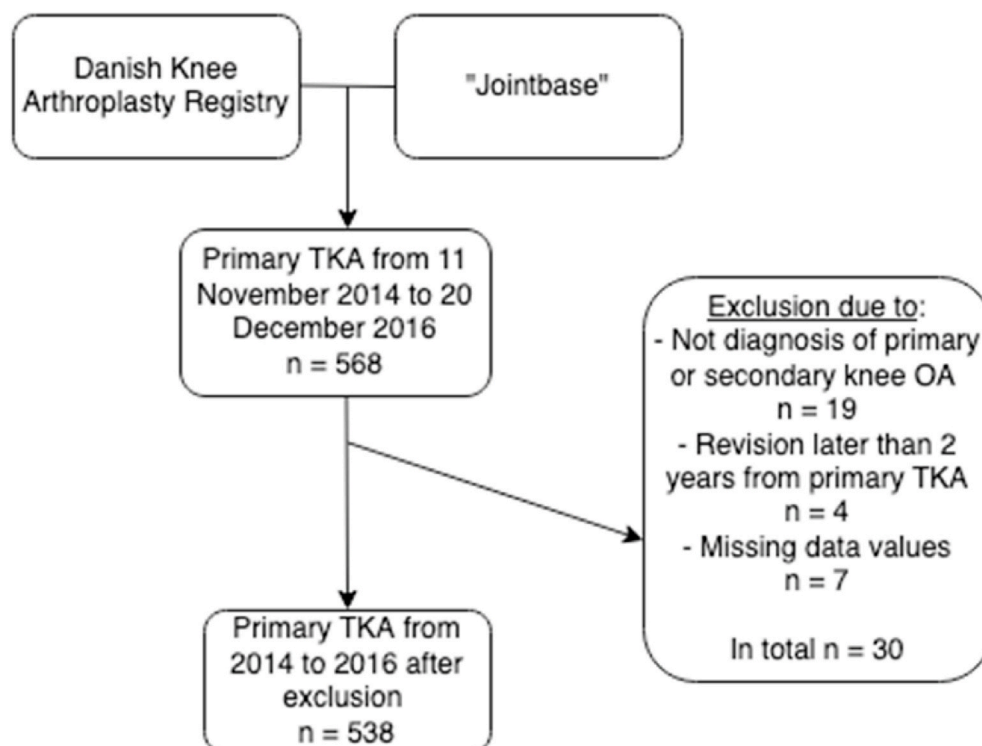 Danish Knee
Arthroplasty Registry
"Jointbase"
Primary TKA from 11
November 2014 to 20
December 2016
n = 568
Exclusion due to:
- Not diagnosis of primary
or secondary knee OA
n = 19
- Revision later than 2
years from primary TKA
n = 4
- Missing data values
n = 7
In total n = 30
Primary TKA from
2014 to 2016 after
exclusion
n = 538